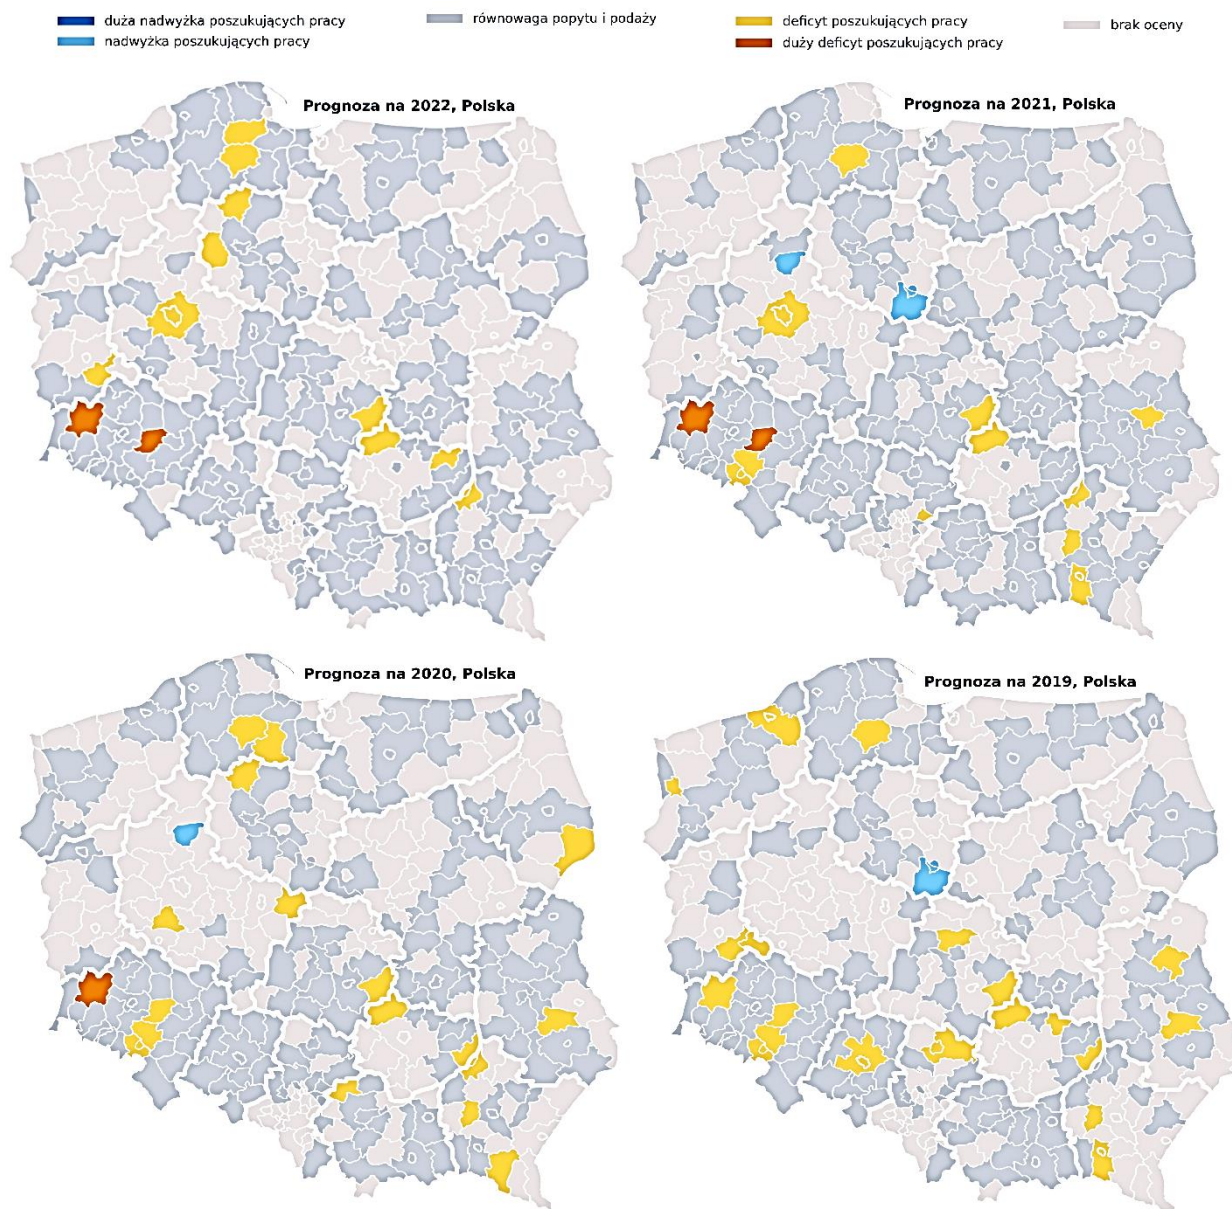 duża nadwyżka poszukujących pracy
nadwyżka poszukujących pracy
równowaga popytu i podaży
deficyt poszukujących pracy
duży deficyt poszukujących pracy
brak oceny
Prognoza na 2022, Polska
Prognoza na 2021, Polska
Prognoza na 2020, Polska
Prognoza na 2019, Polska